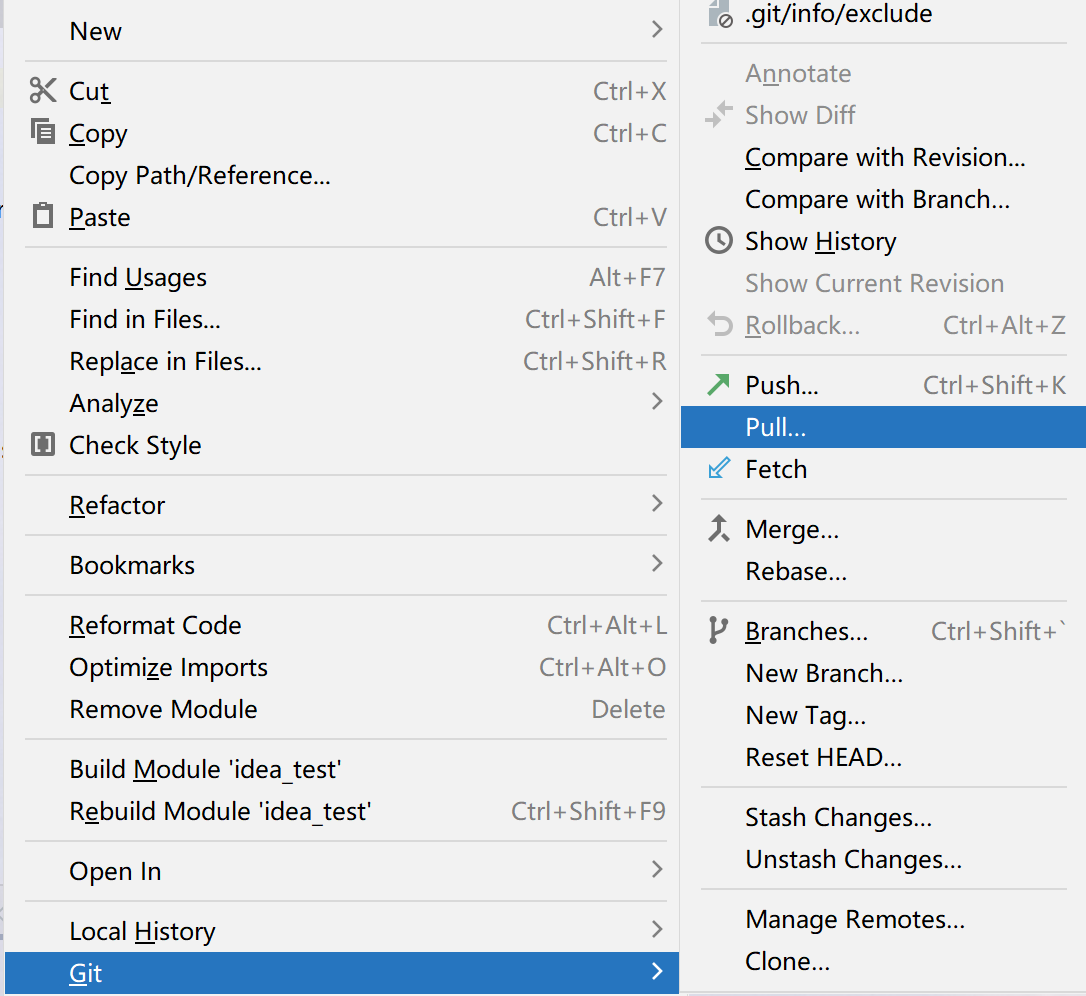 New
Cut Ctrl+X
Copy Ctrl+C
Copy Path/Reference...
Paste Ctrl+V
Find Usages Alt+F7
Find in Files... Ctrl+Shift+F
Replace in Files... Ctrl+Shift+R
Analyze
Check Style
Refactor
Bookmarks
Reformat Code Ctrl+Alt+L
Optimize Imports Ctrl+Alt+O
Remove Module Delete
Build Module 'idea_test'
Rebuild Module 'idea_test' Ctrl+Shift+F9
Open In
Local History
Git
.git/info/exclude
Annotate
Show Diff
Compare with Revision...
Compare with Branch...
Show History
Show Current Revision
Rollback... Ctrl+Alt+Z
Push... Ctrl+Shift+K
Pull...
Fetch
Merge...
Rebase...
Branches... Ctrl+Shift+`
New Branch...
New Tag...
Reset HEAD...
Stash Changes...
Unstash Changes...
Manage Remotes...
Clone...